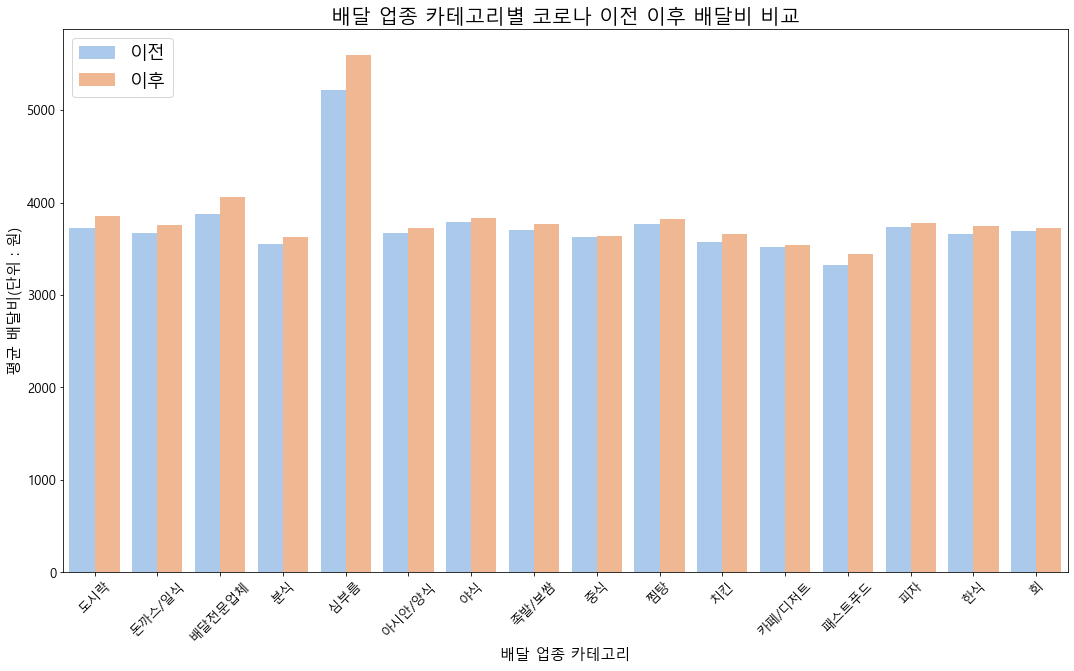 배달 업종 카테고리별 코로나 이전 이후 배달비 비교
이전
이후
평균 배달비(단위 : 원)
5000
4000
3000
2000
1000
0
도시락
돈까스/일식
배달전문업체
분식
심부름
아시안/양식
야식
족발/보쌈
중식
찜탕
치킨
카페/디저트
패스트푸드
피자
한식
회
배달 업종 카테고리